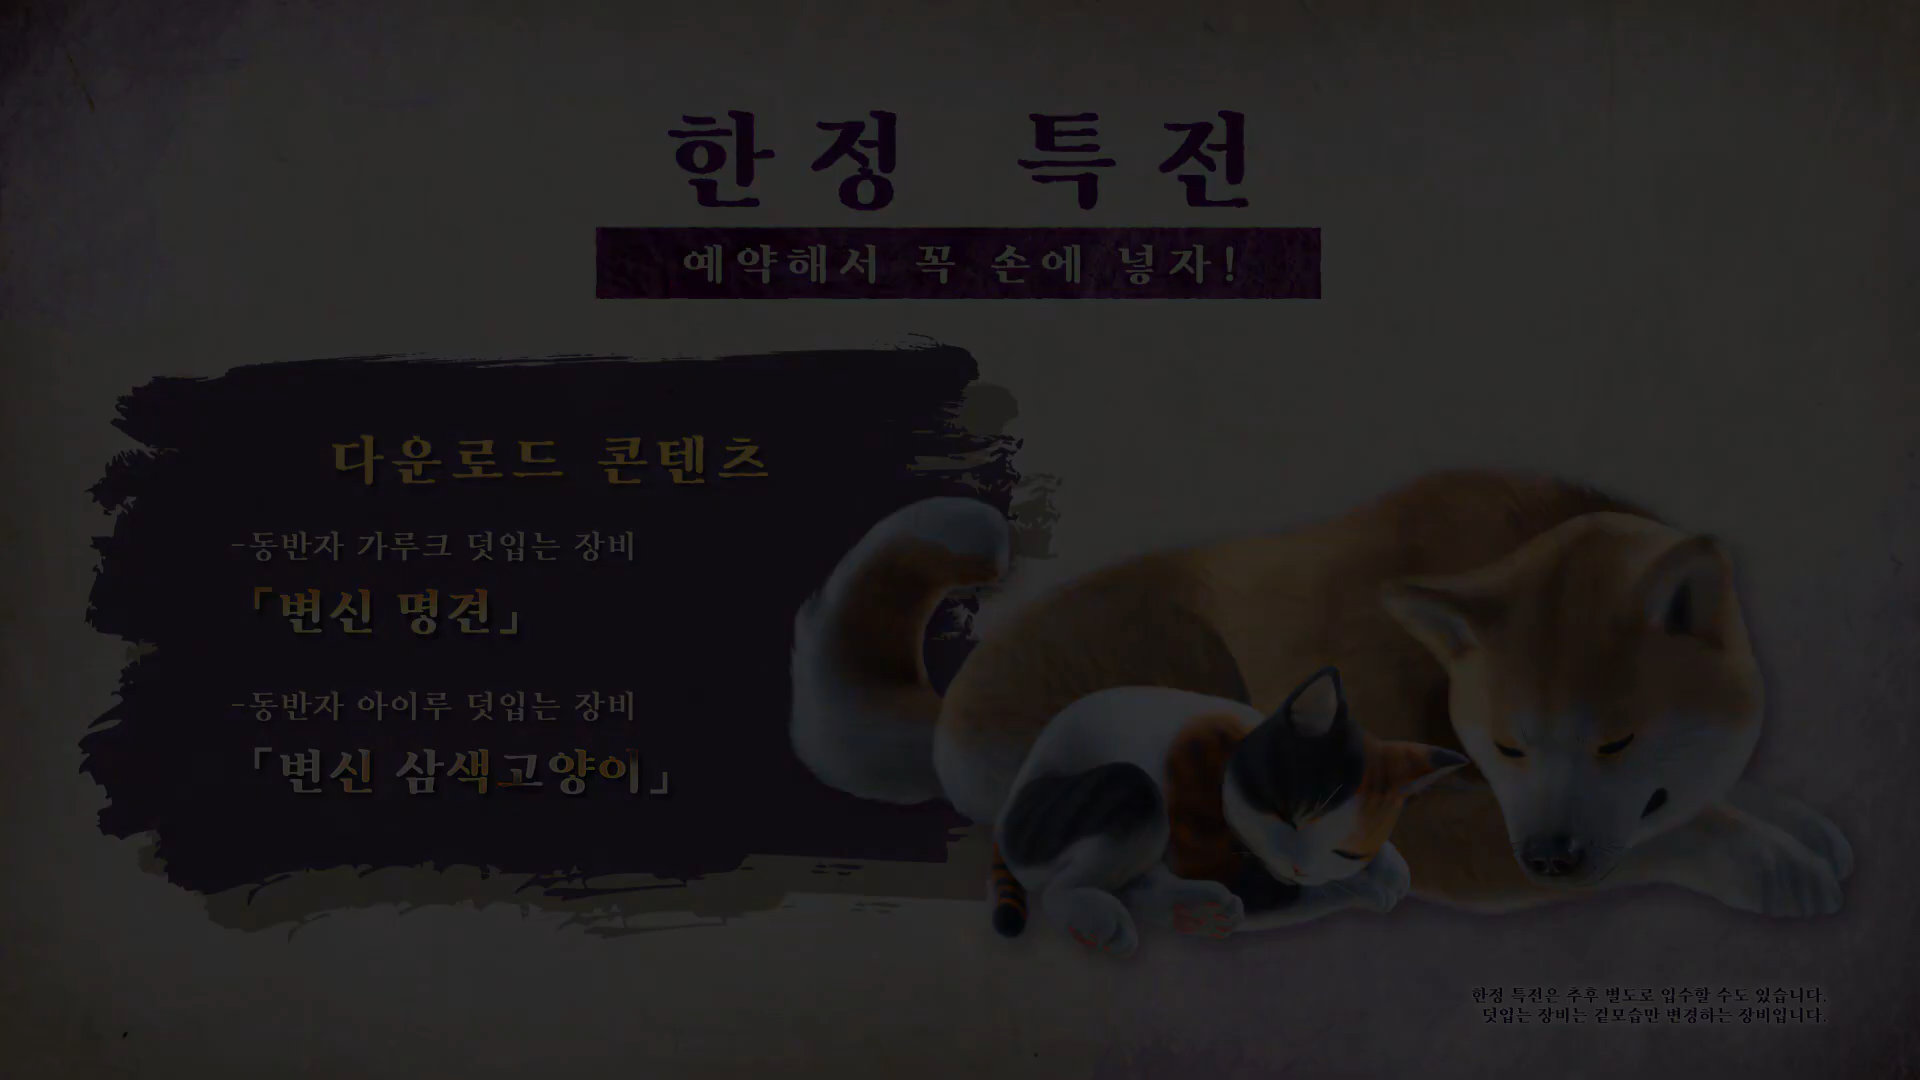 한정 특전
예약해서 꼭 손에 넣자!
다운로드 콘텐츠
-동반자 가루크 덧입는 장비
「변신 명견」
-동반자 아이루 덧입는 장비
「변신 삼색고양이」
한정 특전은 추후 별도로 입수할 수도 있습니다.
덧입는 장비는 겉모습만 변경하는 장비입니다.